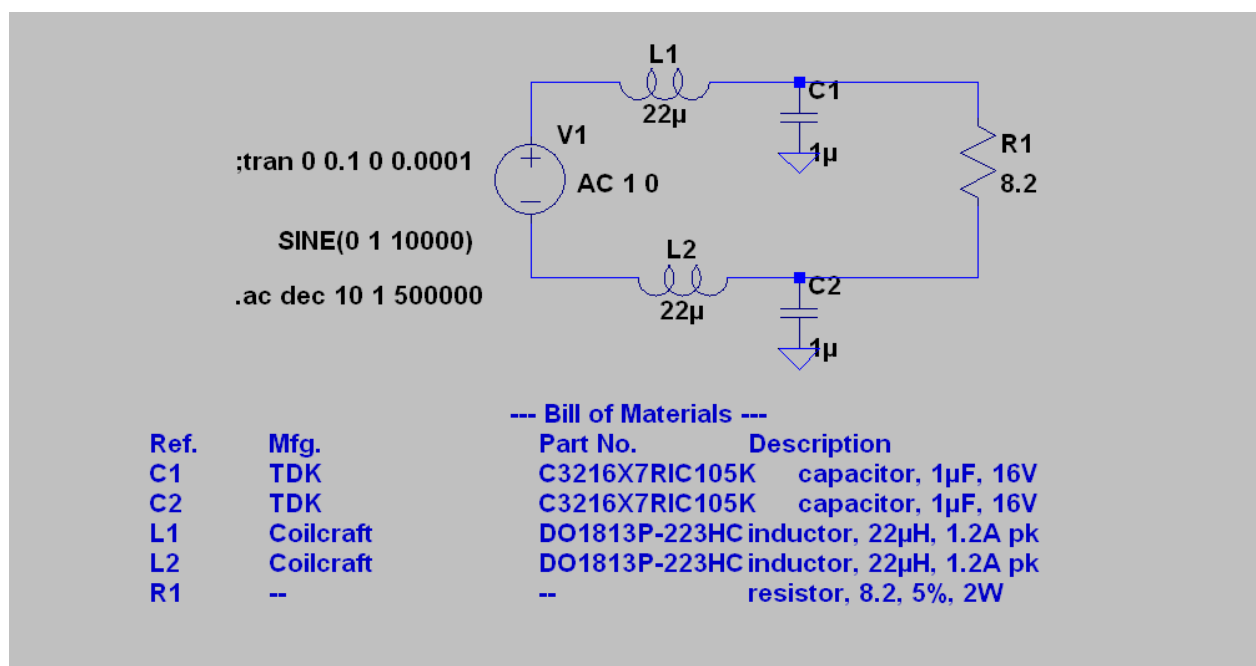 L1
22µ
C1
1µ
V1
AC 1 0
R1
8.2
;tran 0 0.1 0 0.0001
SINE(0 1 10000)
.ac dec 10 1 500000
L2
22µ
C2
1µ
--- Bill of Materials ---
Ref. Mfg. Part No. Description
C1 TDK C3216X7RIC105K capacitor, 1µF, 16V
C2 TDK C3216X7RIC105K capacitor, 1µF, 16V
L1 Coilcraft DO1813P-223HC inductor, 22µH, 1.2A pk
L2 Coilcraft DO1813P-223HC inductor, 22µH, 1.2A pk
R1 -- -- resistor, 8.2, 5%, 2W